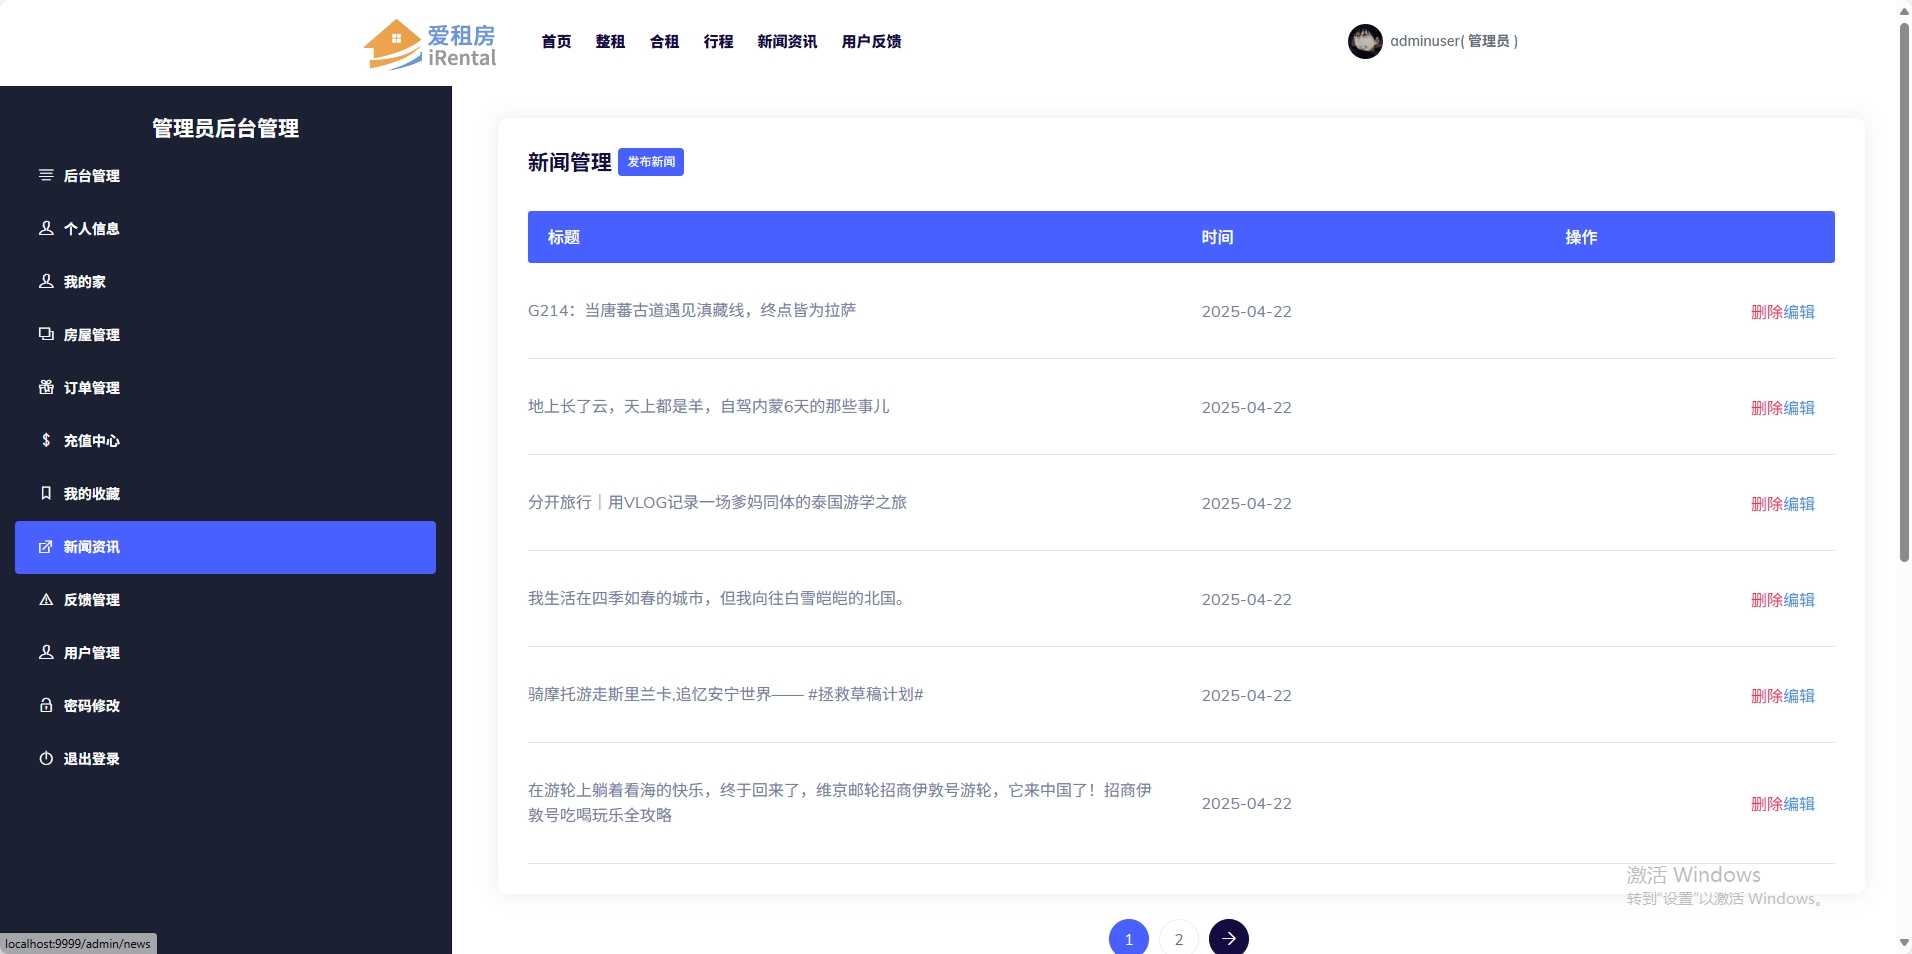 爱租房
iRental
首页 整租 合租 行程 新闻资讯 用户反馈
adminuser( 管理员 )
管理员后台管理
后台管理
个人信息
我的家
房屋管理
订单管理
充值中心
我的收藏
新闻资讯
反馈管理
用户管理
密码修改
退出登录
新闻管理 发布新闻
标题 时间 操作
G214：当唐蕃古道遇见滇藏线，终点皆为拉萨 2025-04-22 删除编辑
地上长了云，天上都是羊，自驾内蒙6天的那些事儿 2025-04-22 删除编辑
分开旅行｜用VLOG记录一场爹妈同体的泰国游学之旅 2025-04-22 删除编辑
我生活在四季如春的城市，但我向往白雪皑皑的北国。 2025-04-22 删除编辑
骑摩托游走斯里兰卡,追忆安宁世界—— #拯救草稿计划# 2025-04-22 删除编辑
在游轮上躺着看海的快乐，终于回来了，维京邮轮招商伊敦号游轮，它来中国了！招商伊
敦号吃喝玩乐全攻略 2025-04-22 删除编辑
激活 Windows
转到"设置"以激活 Windows。
1 2
localhost:9999/admin/news